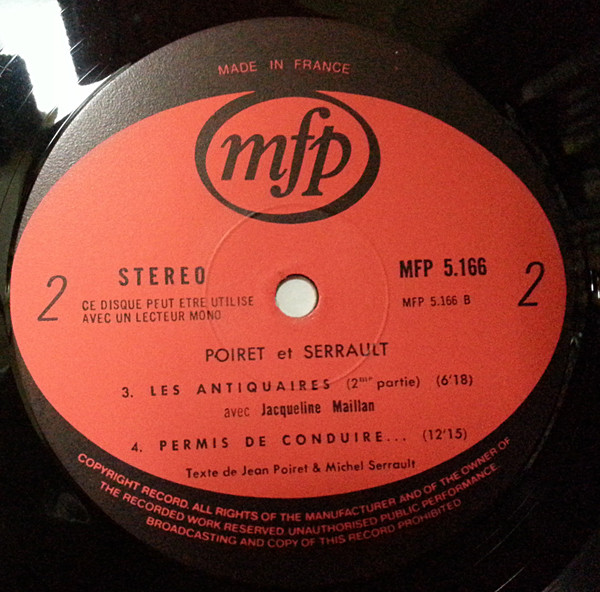 MADE IN FRANCE
mfp
STEREO
MFP 5.166
2
CE DISQUE PEUT ETRE UTILISE
AVEC UN LECTEUR MONO
MFP 5.166 B
2
POIRET et SERRAULT
3. LES ANTIQUAIRES (2me partie) (6'18)
avec Jacqueline Maillan
4. PERMIS DE CONDUIRE... (12'15)
Texte de Jean Poiret & Michel Serrault
COPYRIGHT RECORD. ALL RIGHTS OF THE MANUFACTURER AND OF THE OWNER OF
THE RECORDED WORK RESERVED UNAUTHORISED PUBLIC PERFORMANCE
BROADCASTING AND COPY OF THIS RECORD PROHIBITED